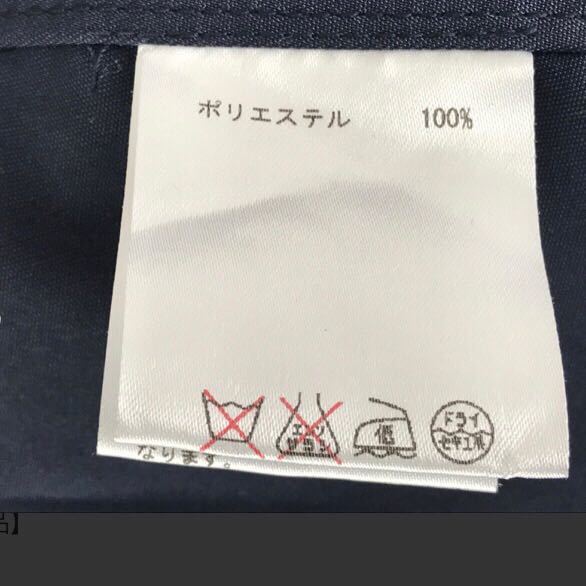 ポリエステル 100%
エンソ
サラシ
低
ドライ
セキユ系
なります。
品】